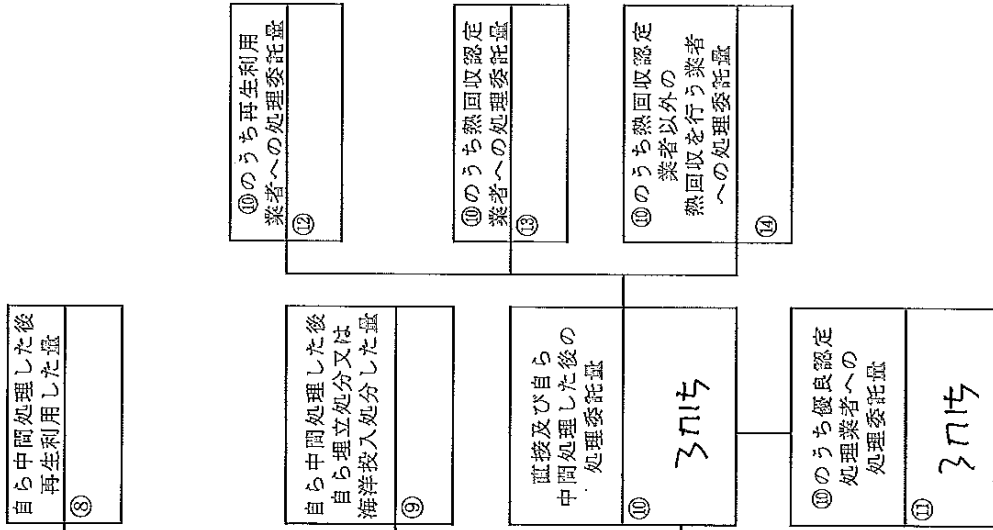 自ら中間処理した後
再生利用した量
⑧
自ら中間処理した後
自ら埋立処分又は
海洋投入処分した量
⑨
直接及び自ら
中間処理した後の
処理委託量
⑩
⑩のうち優良認定
処理業者への
処理委託量
⑪
⑩のうち再生利用
業者への処理委託量
⑫
⑩のうち熱回収認定
業者への処理委託量
⑬
⑩のうち熱回収認定
業者以外の
熱回収を行う業者
への処理委託量
⑭